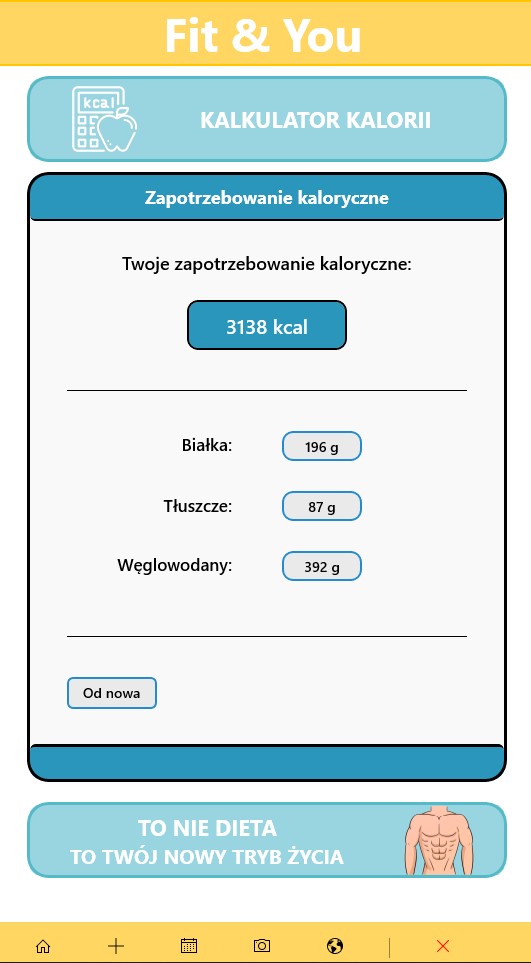 Fit & You
kcal
KALKULATOR KALORII
Zapotrzebowanie kaloryczne
Twoje zapotrzebowanie kaloryczne:
3138 kcal
Białka: 196 g
Tłuszcze: 87 g
Węglowodany: 392 g
Od nowa
TO NIE DIETA
TO TWÓJ NOWY TRYB ŻYCIA